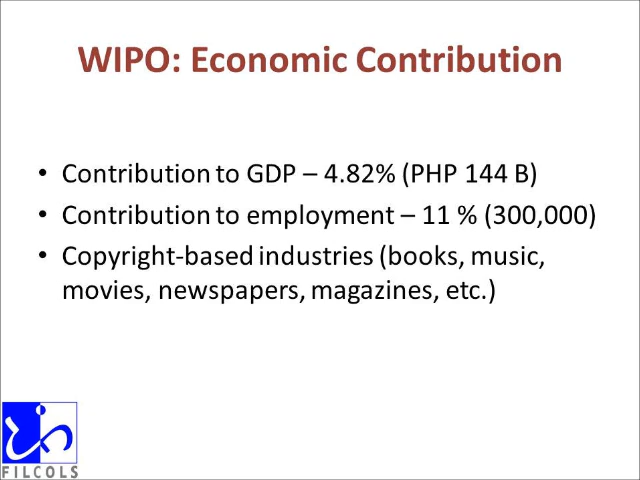 WIPO: Economic Contribution
• Contribution to GDP – 4.82% (PHP 144 B)
• Contribution to employment – 11 % (300,000)
• Copyright-based industries (books, music,
movies, newspapers, magazines, etc.)
FILCOLS